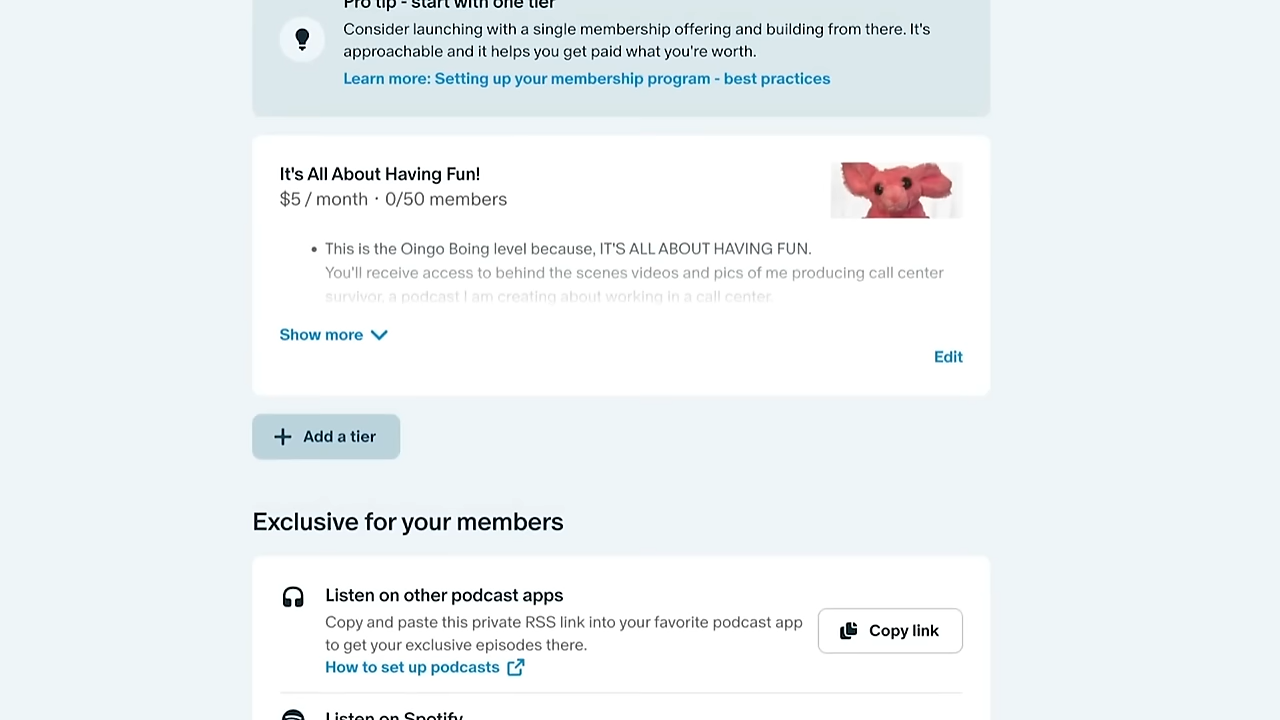 Pro tip - start with one tier
Consider launching with a single membership offering and building from there. It's
approachable and it helps you get paid what you're worth.
Learn more: Setting up your membership program - best practices
It's All About Having Fun!
$5 / month · 0/50 members
• This is the Oingo Boing level because, IT'S ALL ABOUT HAVING FUN.
You'll receive access to behind the scenes videos and pics of me producing call center
survivor, a podcast I am creating about working in a call center.
Show more
Edit
+ Add a tier
Exclusive for your members
Listen on other podcast apps
Copy and paste this private RSS link into your favorite podcast app
to get your exclusive episodes there.
How to set up podcasts
Copy link
Listen on Spotify